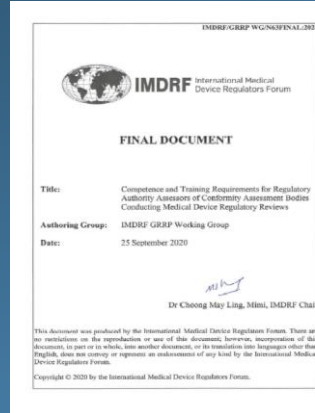 IMDRF/GRRP WG/N63FINAL:202
IMDRF International Medical
Device Regulators Forum
FINAL DOCUMENT
Title: Competence and Training Requirements for Regulatory
Authority Assessors of Conformity Assessment Bodies
Conducting Medical Device Regulatory Reviews
Authoring Group: IMDRF GRRP Working Group
Date: 25 September 2020
Dr Choong May Ling, Mimi, IMDRF Chai
This document was produced by the International Medical Device Regulators Forum. There ar
no restrictions on the reproduction or use of this document; however, incorporation of this
document, in part or in whole, into another document, or its translation into languages other tha
English, does not convey or represent an endorsement of any kind by the International Medica
Device Regulators Forum.
Copyright © 2020 by the International Medical Device Regulators Forum.